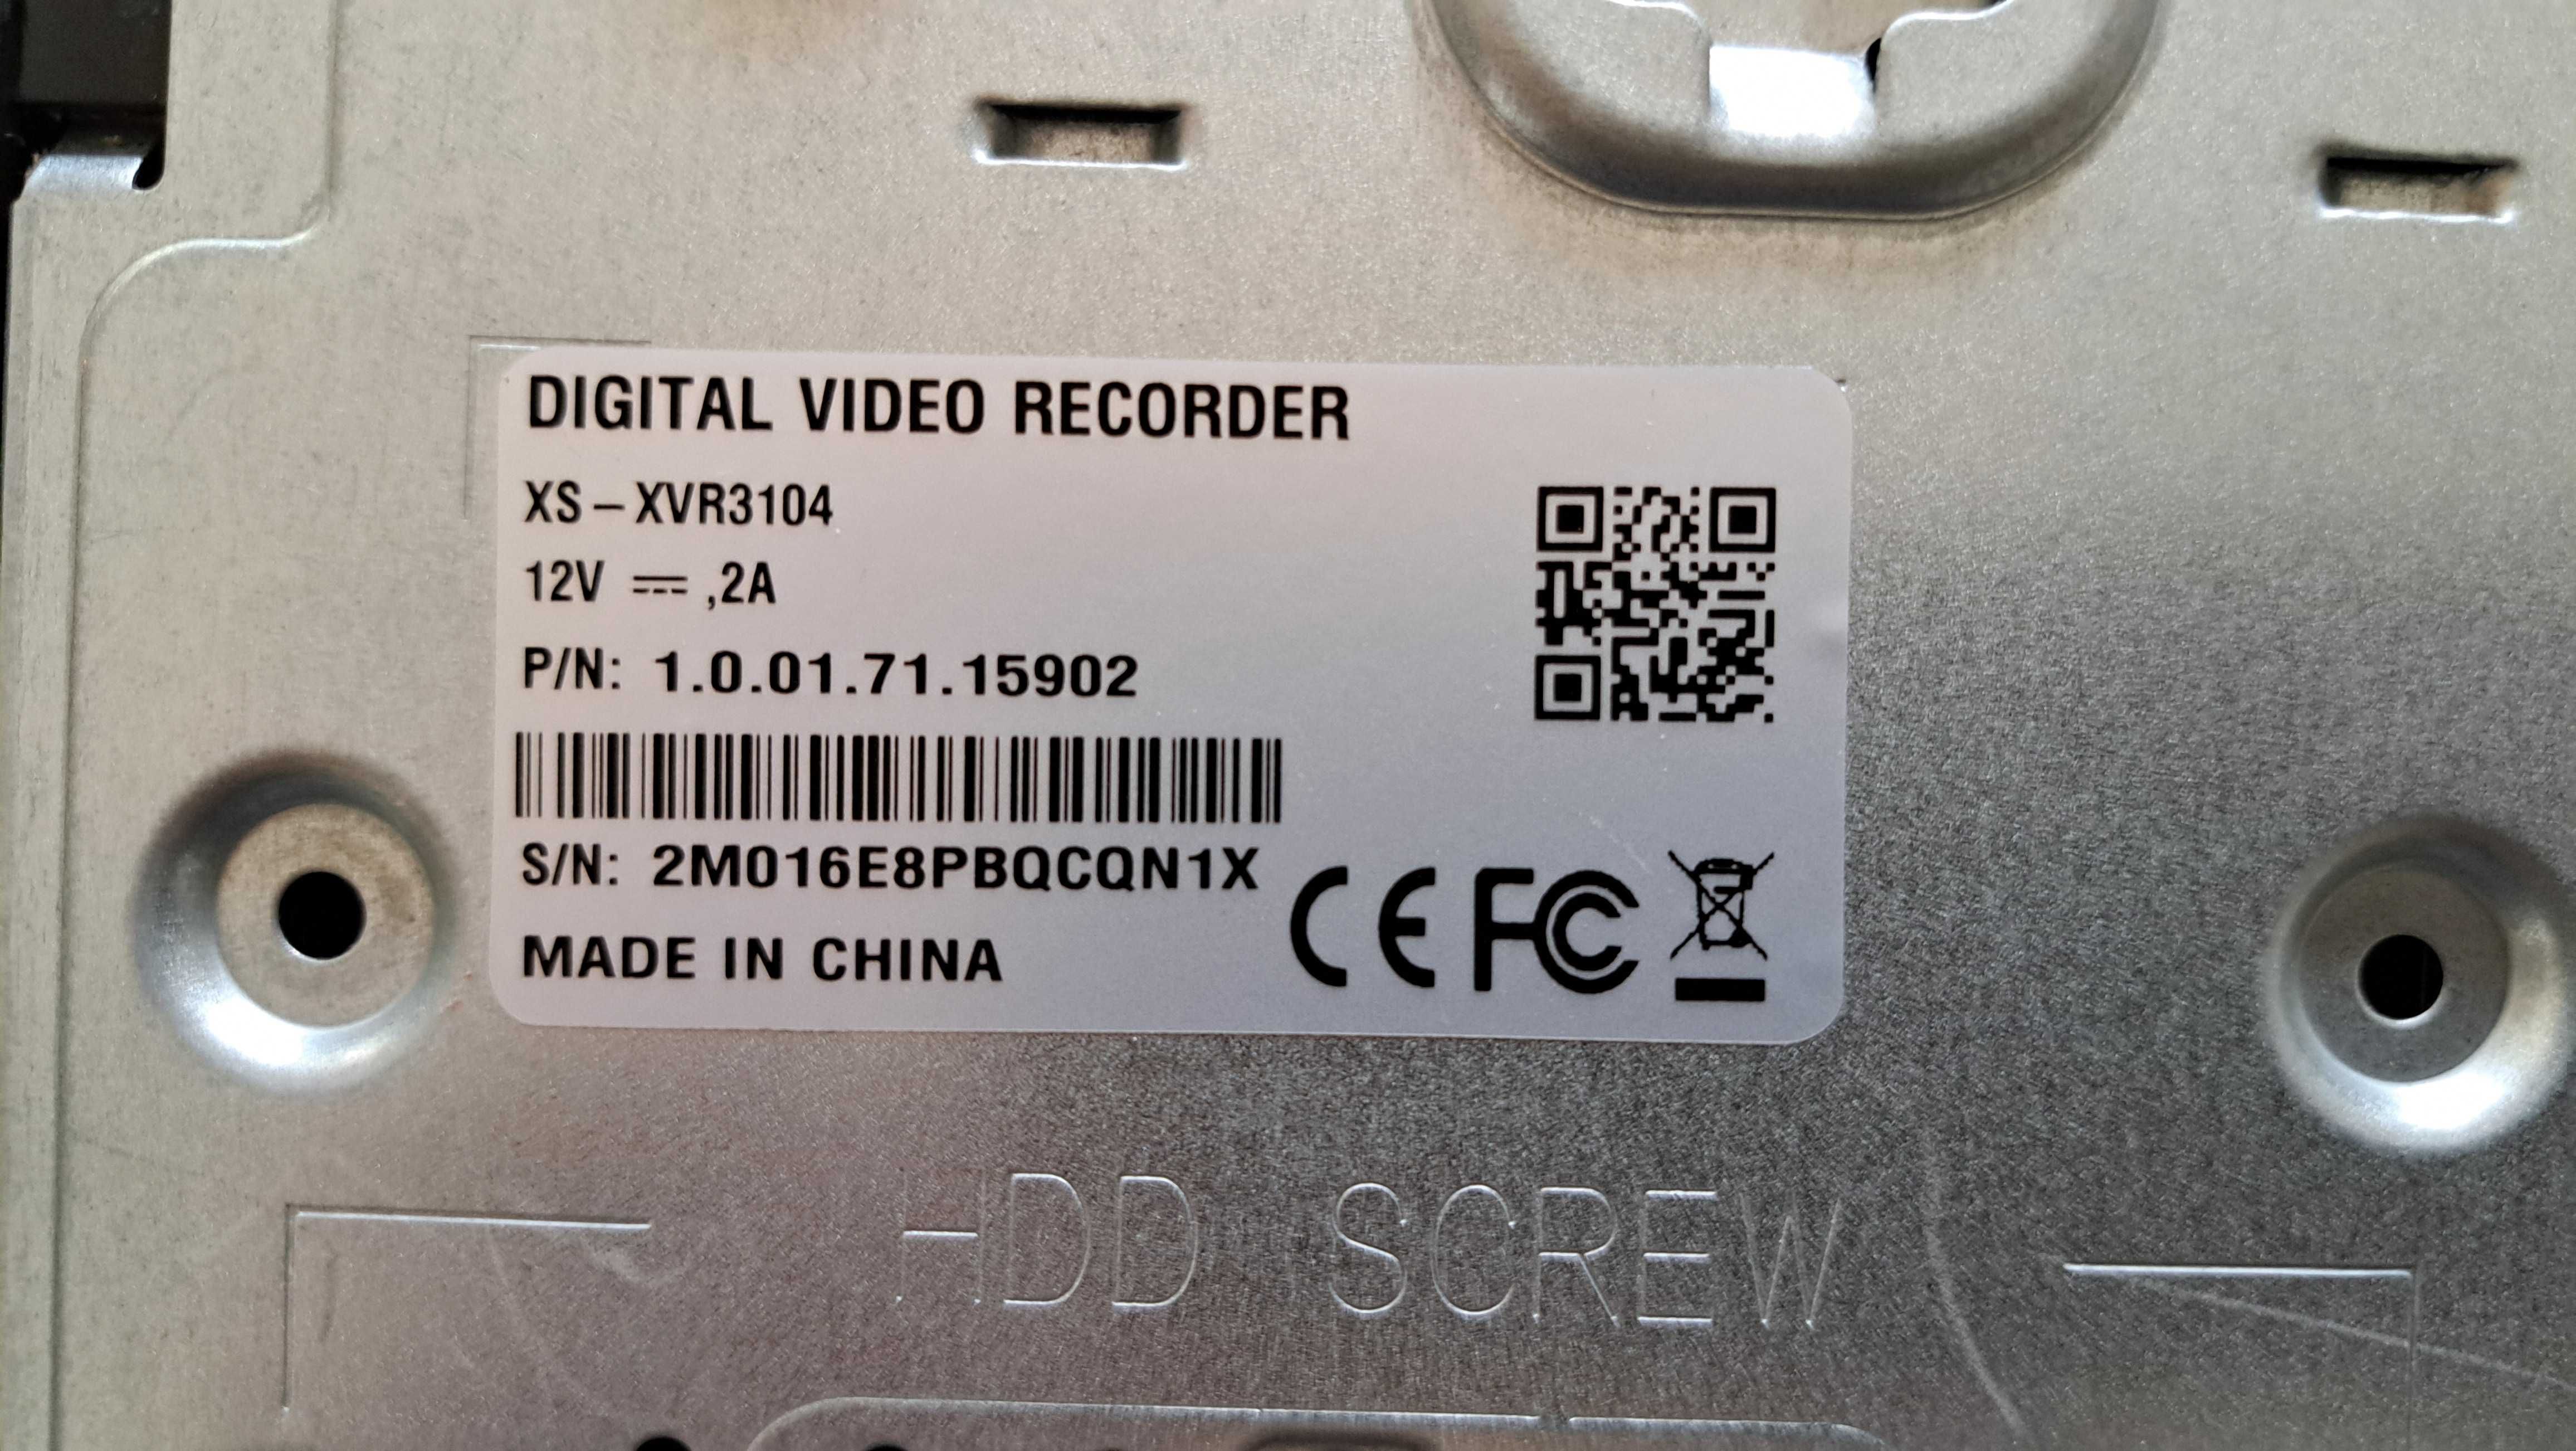 DIGITAL VIDEO RECORDER
XS–XVR3104
12V ⎓ ,2A
P/N: 1.0.01.71.15902
S/N: 2M016E8PBQCQN1X
MADE IN CHINA
CE FC
HDD SCREW